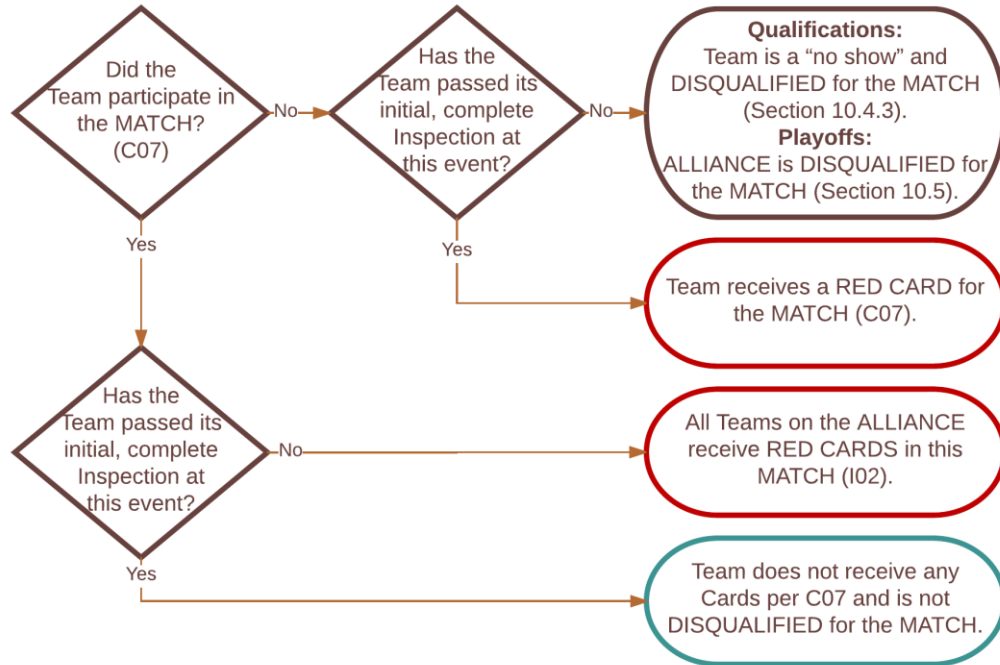 Did the
Team participate in
the MATCH?
(C07)
No
Has the
Team passed its
initial, complete
Inspection at
this event?
No
Qualifications:
Team is a “no show” and
DISQUALIFIED for the MATCH
(Section 10.4.3).
Playoffs:
ALLIANCE is DISQUALIFIED for
the MATCH (Section 10.5).
Yes
Yes
Team receives a RED CARD for
the MATCH (C07).
Has the
Team passed its
initial, complete
Inspection at
this event?
No
All Teams on the ALLIANCE
receive RED CARDS in this
MATCH (I02).
Yes
Team does not receive any
Cards per C07 and is not
DISQUALIFIED for the MATCH.